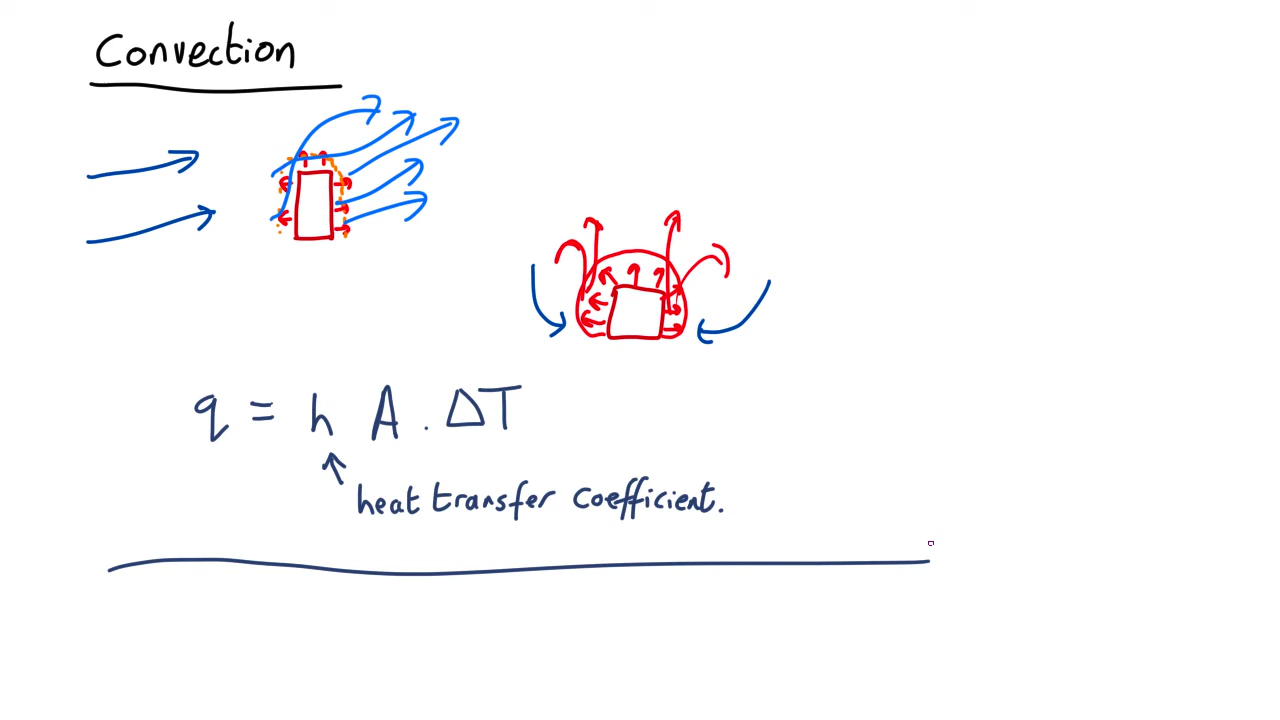 Convection
q = h A . ΔT
heat transfer coefficient.